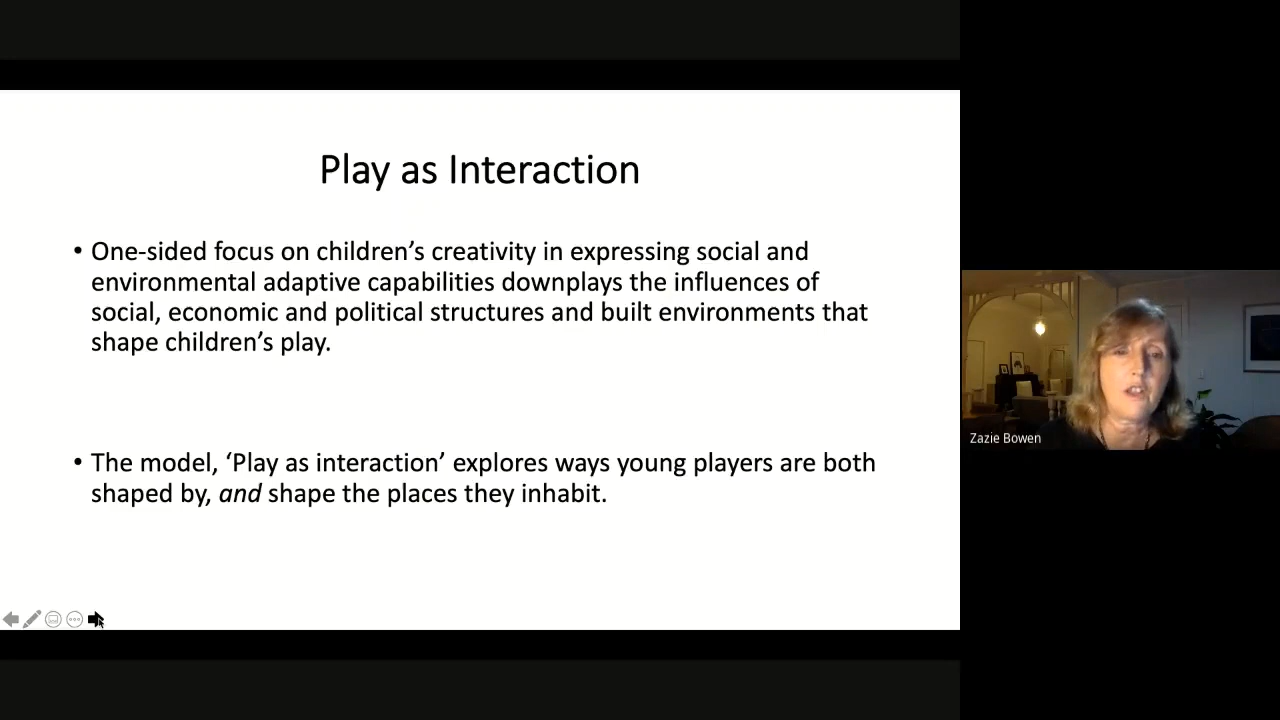 Play as Interaction
• One-sided focus on children’s creativity in expressing social and
environmental adaptive capabilities downplays the influences of
social, economic and political structures and built environments that
shape children’s play.
• The model, ‘Play as interaction’ explores ways young players are both
shaped by, and shape the places they inhabit.
Zazie Bowen